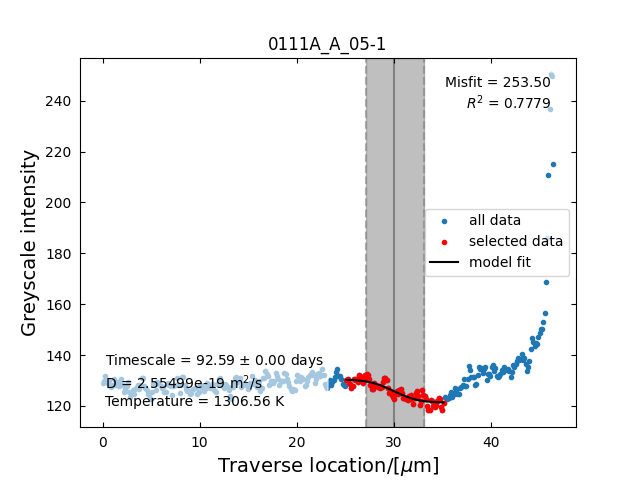 0111A_A_05-1
Misfit = 253.50
R² = 0.7779
all data
selected data
model fit
Timescale = 92.59 ± 0.00 days
D = 2.55499e-19 m²/s
Temperature = 1306.56 K
Greyscale intensity
240
220
200
180
160
140
120
0 10 20 30 40
Traverse location/[μm]